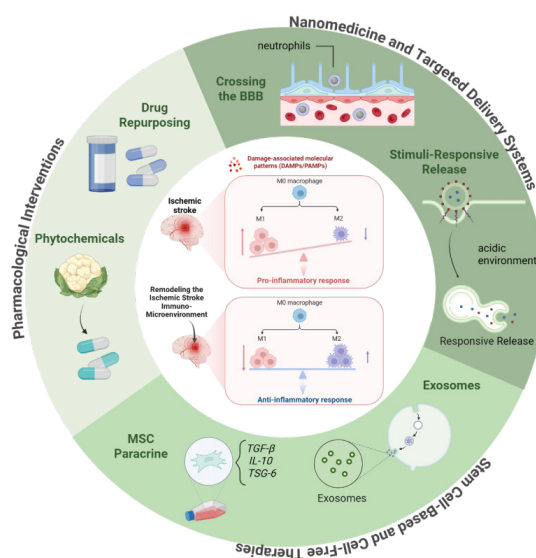 Nanomedicine and Targeted Delivery Systems
neutrophils
Crossing
the BBB
Stimuli-Responsive
Release
acidic
environment
Responsive Release
Pharmacological Interventions
Drug
Repurposing
Phytochemicals
Damage-associated molecular
patterns (DAMPs/PAMPs)
Ischemic
stroke
M0 macrophage
M1
M2
Pro-inflammatory response
Remodeling the
Ischemic Stroke
Immuno-
Microenvironment
M0 macrophage
M1
M2
Anti-inflammatory response
Stem Cell-Based and Cell-Free Therapies
MSC
Paracrine
TGF-β
IL-10
TSG-6
Exosomes
Exosomes